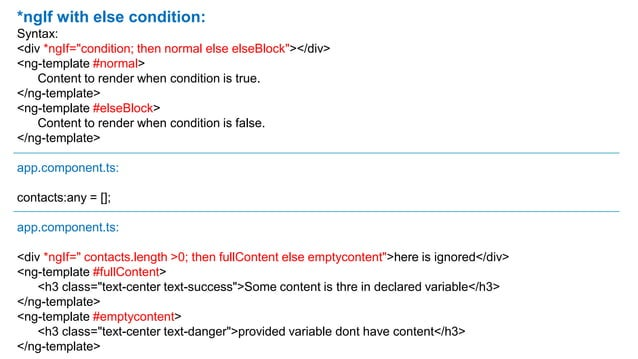 *ngIf with else condition:
Syntax:
<div *ngIf="condition; then normal else elseBlock"></div>
<ng-template #normal>
Content to render when condition is true.
</ng-template>
<ng-template #elseBlock>
Content to render when condition is false.
</ng-template>
app.component.ts:
contacts:any = [];
app.component.ts:
<div *ngIf=" contacts.length >0; then fullContent else emptycontent">here is ignored</div>
<ng-template #fullContent>
<h3 class="text-center text-success">Some content is thre in declared variable</h3>
</ng-template>
<ng-template #emptycontent>
<h3 class="text-center text-danger">provided variable dont have content</h3>
</ng-template>